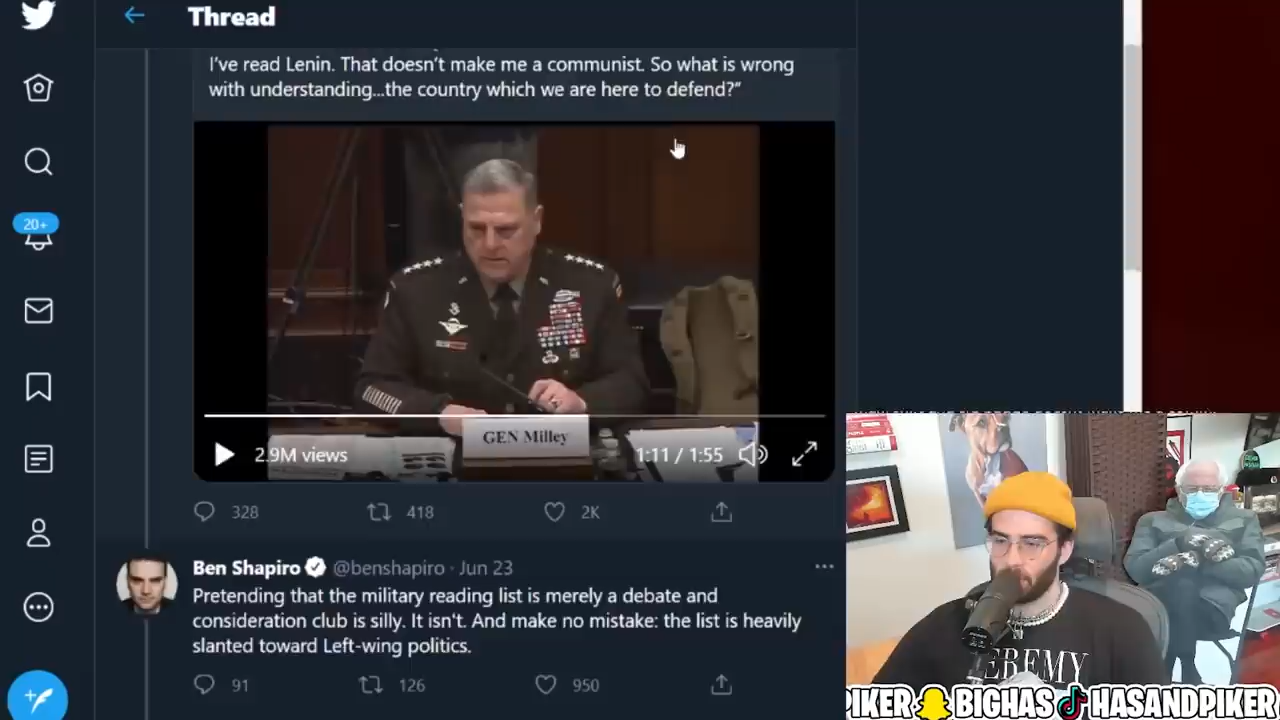 Thread
I've read Lenin. That doesn't make me a communist. So what is wrong
with understanding...the country which we are here to defend?"
20+
GEN Milley
2.9M views
1:11 / 1:55
328
418
2K
Ben Shapiro @benshapiro · Jun 23
Pretending that the military reading list is merely a debate and
consideration club is silly. It isn't. And make no mistake: the list is heavily
slanted toward Left-wing politics.
91
126
950
EREMY
PIKER BIGHAS HASANDPIKER